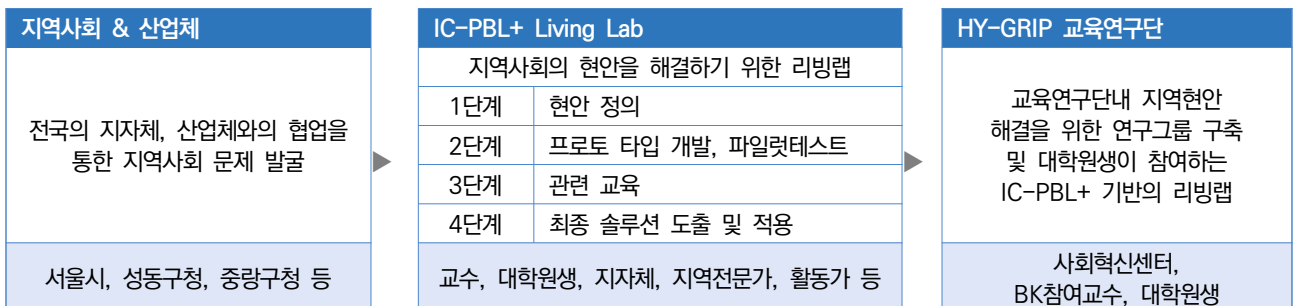 지역사회 & 산업체
전국의 지자체, 산업체와의 협업을
통한 지역사회 문제 발굴
서울시, 성동구청, 중랑구청 등
IC-PBL+ Living Lab
지역사회의 현안을 해결하기 위한 리빙랩
1단계 현안 정의
2단계 프로토 타입 개발, 파일럿테스트
3단계 관련 교육
4단계 최종 솔루션 도출 및 적용
교수, 대학원생, 지자체, 지역전문가, 활동가 등
HY-GRIP 교육연구단
교육연구단내 지역현안
해결을 위한 연구그룹 구축
및 대학원생이 참여하는
IC-PBL+ 기반의 리빙랩
사회혁신센터,
BK참여교수, 대학원생